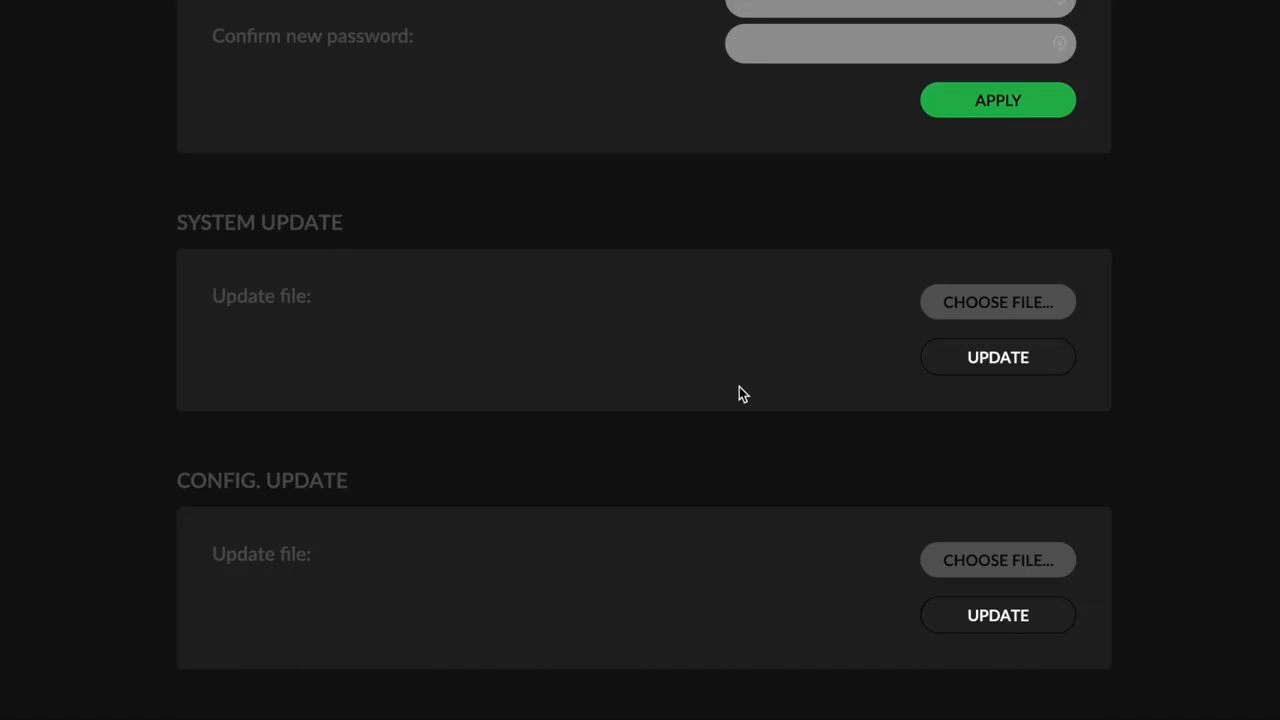 Confirm new password:
APPLY
SYSTEM UPDATE
Update file:
CHOOSE FILE...
UPDATE
CONFIG. UPDATE
Update file:
CHOOSE FILE...
UPDATE